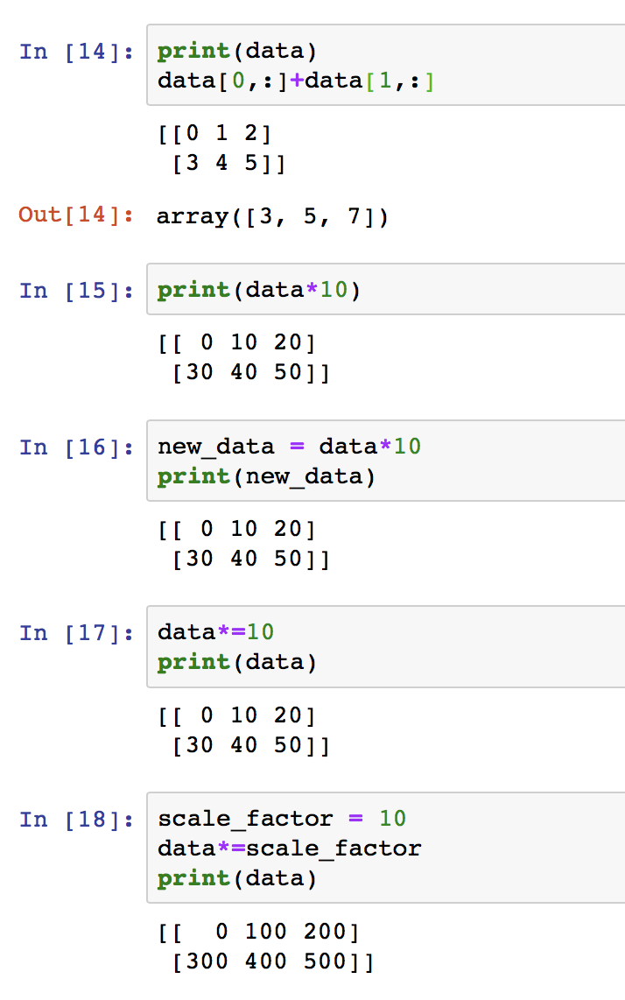 In [14]: print(data)
data[0,:]+data[1,:]
[[0 1 2]
 [3 4 5]]
Out[14]: array([3, 5, 7])
In [15]: print(data*10)
[[ 0 10 20]
 [30 40 50]]
In [16]: new_data = data*10
print(new_data)
[[ 0 10 20]
 [30 40 50]]
In [17]: data*=10
print(data)
[[ 0 10 20]
 [30 40 50]]
In [18]: scale_factor = 10
data*=scale_factor
print(data)
[[  0 100 200]
 [300 400 500]]